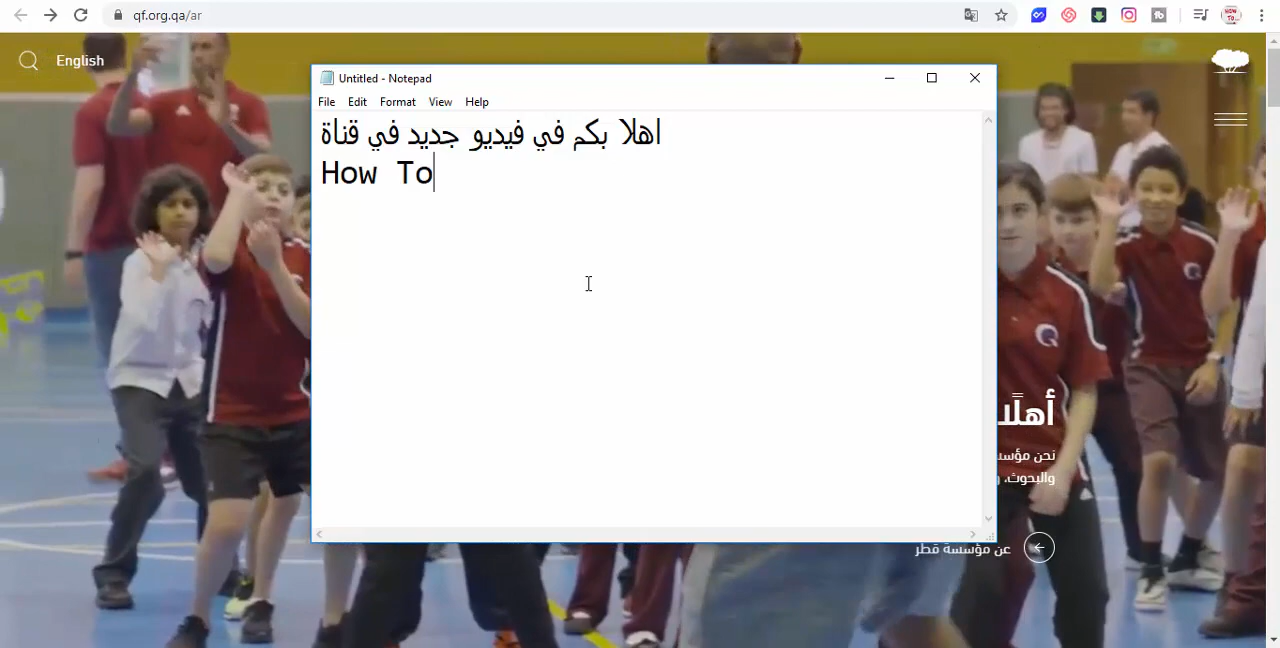 qf.org.qa/ar
English
Untitled - Notepad
File Edit Format View Help
اهلا بكم في فيديو جديد في قناة
How To
أهلًا
نحن مؤسس
والبحوث، و
عن مؤسسة قطر